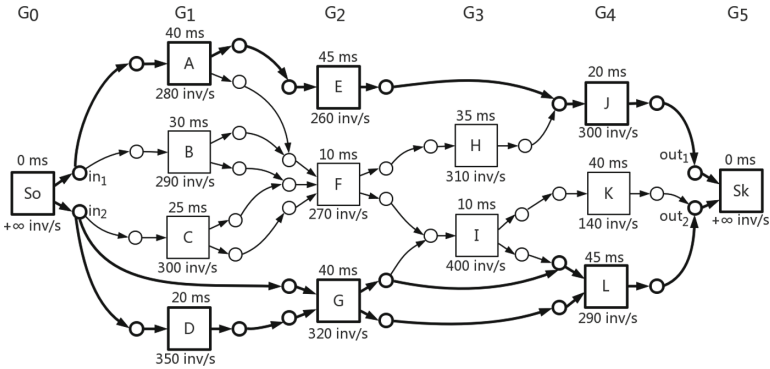 G0 G1 G2 G3 G4 G5
40 ms
A
280 inv/s
45 ms
E
260 inv/s
20 ms
J
300 inv/s
30 ms
B
290 inv/s
35 ms
H
310 inv/s
0 ms
So
+∞ inv/s
in1
in2
10 ms
F
270 inv/s
40 ms
K
140 inv/s
out1
out2
0 ms
Sk
+∞ inv/s
25 ms
C
300 inv/s
10 ms
I
400 inv/s
40 ms
G
320 inv/s
45 ms
L
290 inv/s
20 ms
D
350 inv/s